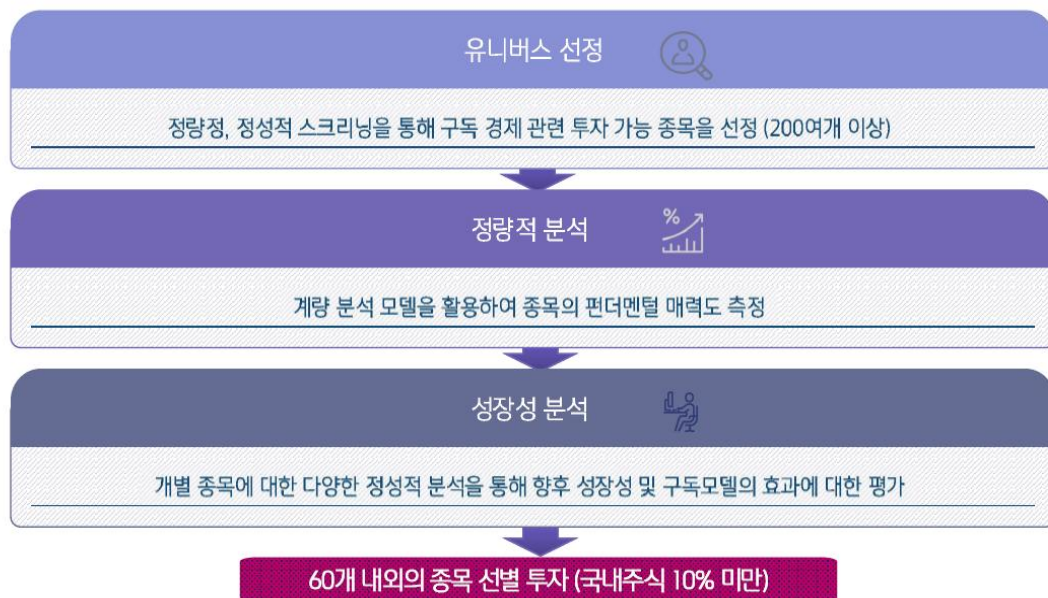 유니버스 선정
정량정, 정성적 스크리닝을 통해 구독 경제 관련 투자 가능 종목을 선정 (200여개 이상)
정량적 분석
%
계량 분석 모델을 활용하여 종목의 펀더멘털 매력도 측정
성장성 분석
개별 종목에 대한 다양한 정성적 분석을 통해 향후 성장성 및 구독모델의 효과에 대한 평가
60개 내외의 종목 선별 투자 (국내주식 10% 미만)